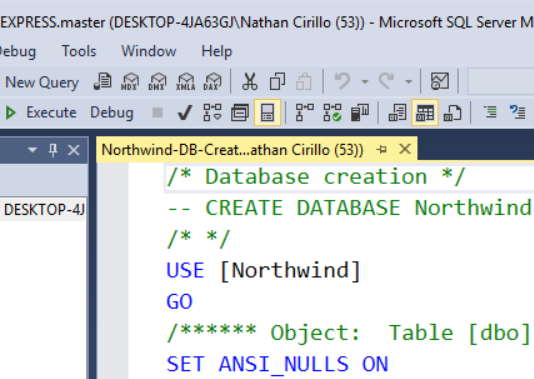 EXPRESS.master (DESKTOP-4JA63GJ\Nathan Cirillo (53)) - Microsoft SQL Server M
Debug Tools Window Help
New Query MDX DMX XMLA DAX
Execute Debug
Northwind-DB-Creat...athan Cirillo (53))
/* Database creation */
DESKTOP-4J
-- CREATE DATABASE Northwind
/* */
USE [Northwind]
GO
/****** Object: Table [dbo]
SET ANSI_NULLS ON